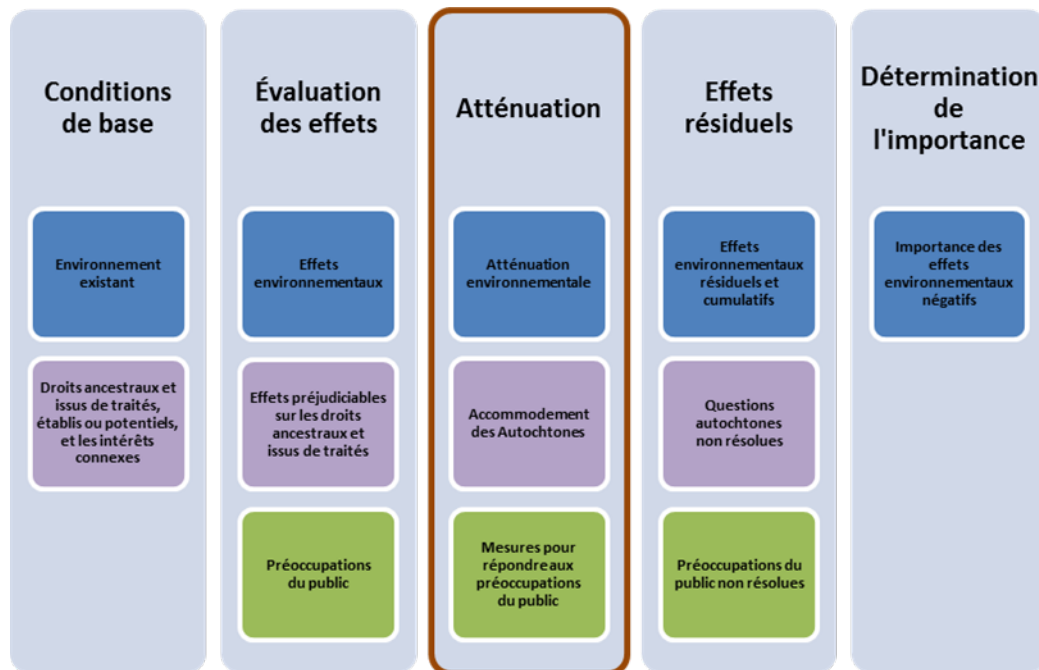 Conditions
de base
Environnement
existant
Droits ancestraux et
issus de traités,
établis ou potentiels,
et les intérêts
connexes
Évaluation
des effets
Effets
environnementaux
Effets préjudiciables
sur les droits
ancestraux et
issus de traités
Préoccupations
du public
Atténuation
Atténuation
environnementale
Accommodement
des Autochtones
Mesures pour
répondre aux
préoccupations
du public
Effets
résiduels
Effets
environnementaux
résiduels et
cumulatifs
Questions
autochtones
non résolues
Préoccupations du
public non résolues
Détermination
de
l'importance
Importance des
effets
environnementaux
négatifs